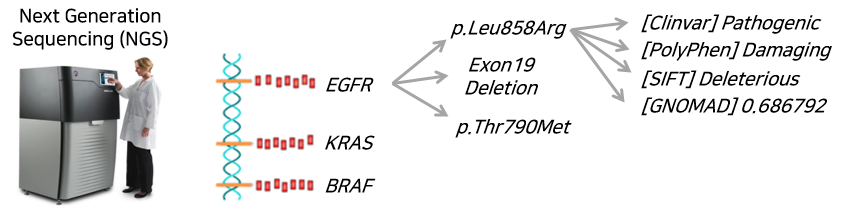 Next Generation
Sequencing (NGS)
EGFR
KRAS
BRAF
p.Leu858Arg
Exon19
Deletion
p.Thr790Met
[Clinvar] Pathogenic
[PolyPhen] Damaging
[SIFT] Deleterious
[GNOMAD] 0.686792